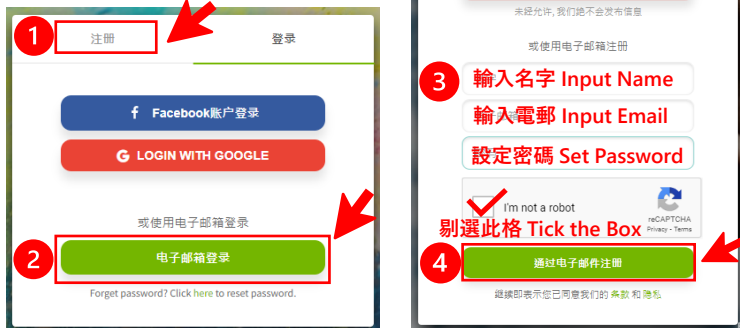 1
注册
登录
f Facebook账户登录
G LOGIN WITH GOOGLE
或使用电子邮箱登录
2
电子邮箱登录
Forget password? Click here to reset password.
未经允许, 我们绝不会发布信息
或使用电子邮箱注册
3
輸入名字 Input Name
輸入電郵 Input Email
設定密碼 Set Password
I'm not a robot
reCAPTCHA
Privacy - Terms
剔選此格 Tick the Box
4
通过电子邮件注册
继续即表示您已同意我们的 条款 和 隐私